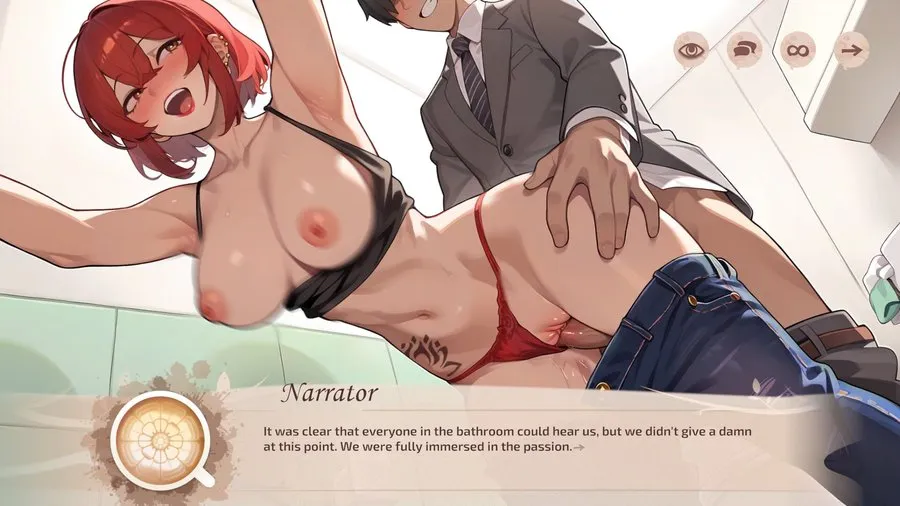 Narrator
It was clear that everyone in the bathroom could hear us, but we didn't give a damn
at this point. We were fully immersed in the passion.→